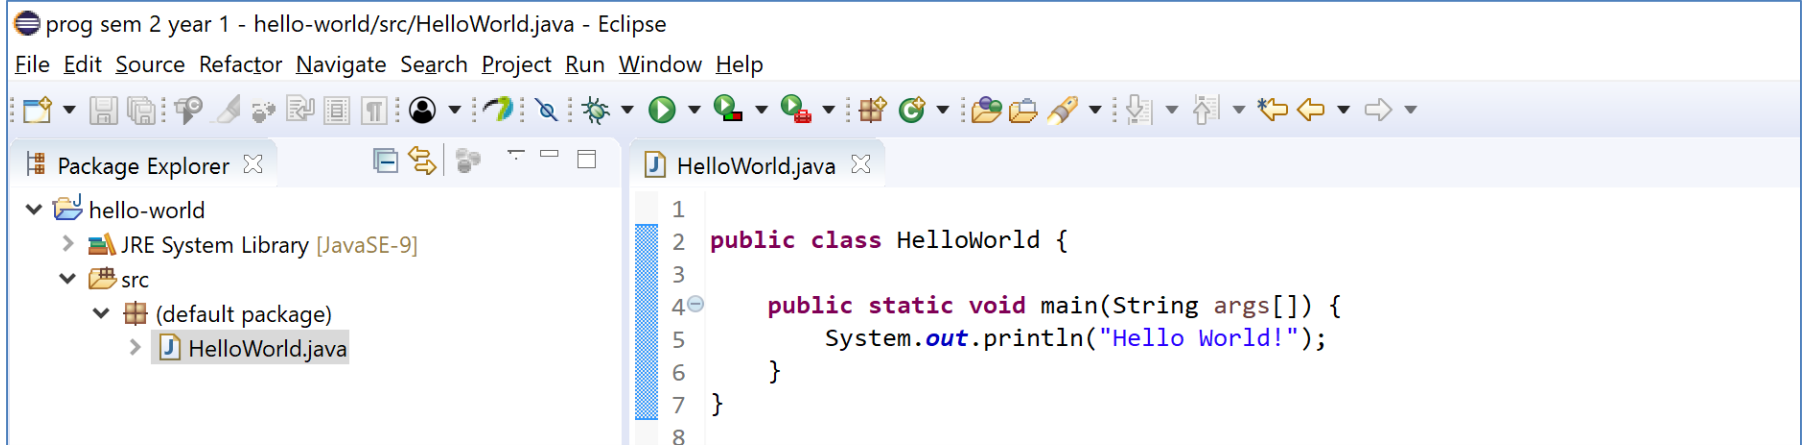 prog sem 2 year 1 - hello-world/src/HelloWorld.java - Eclipse
File Edit Source Refactor Navigate Search Project Run Window Help
Package Explorer
hello-world
JRE System Library [JavaSE-9]
src
(default package)
HelloWorld.java
HelloWorld.java
1
2 public class HelloWorld {
3
4     public static void main(String args[]) {
5         System.out.println("Hello World!");
6     }
7 }
8